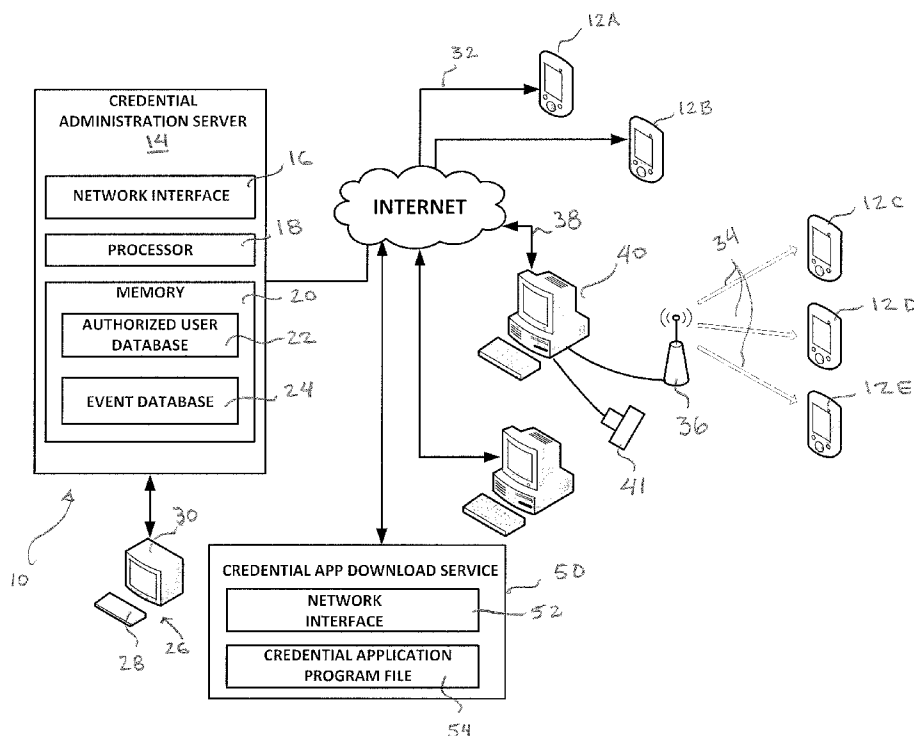 12A
32
CREDENTIAL
ADMINISTRATION SERVER
14
12B
16
NETWORK INTERFACE
INTERNET
38
12C
18
PROCESSOR
40
34
MEMORY
20
AUTHORIZED USER
DATABASE
22
12D
EVENT DATABASE
24
12E
36
41
10
30
28
26
CREDENTIAL APP DOWNLOAD SERVICE
50
NETWORK
INTERFACE
52
CREDENTIAL APPLICATION
PROGRAM FILE
54